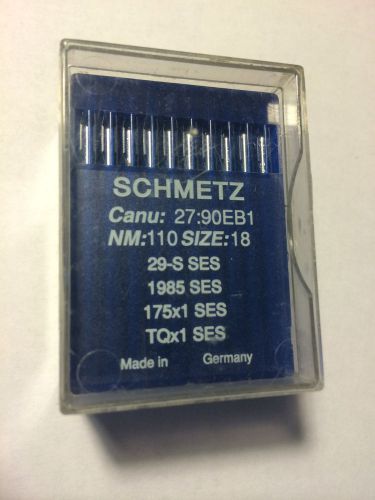 SCHMETZ
Canu: 27:90EB1
NM:110 SIZE:18
29-S SES
1985 SES
175x1 SES
TQx1 SES
Made in Germany